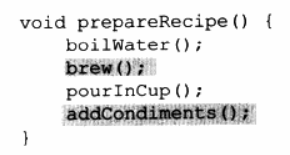 void prepareRecipe() {
    boilWater();
    brew();
    pourInCup();
    addCondiments();
}